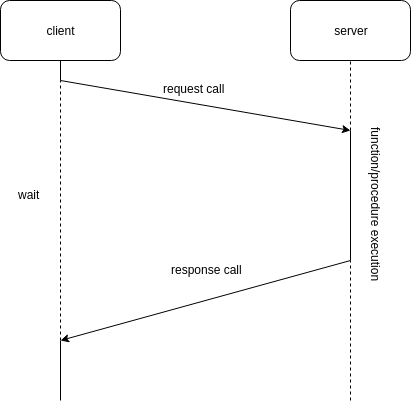 client
server
request call
function/procedure execution
wait
response call